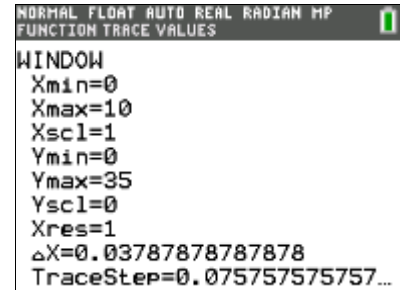 NORMAL FLOAT AUTO REAL RADIAN MP
FUNCTION TRACE VALUES
WINDOW
Xmin=0
Xmax=10
Xscl=1
Ymin=0
Ymax=35
Yscl=0
Xres=1
△X=0.03787878787878
TraceStep=0.075757575757…